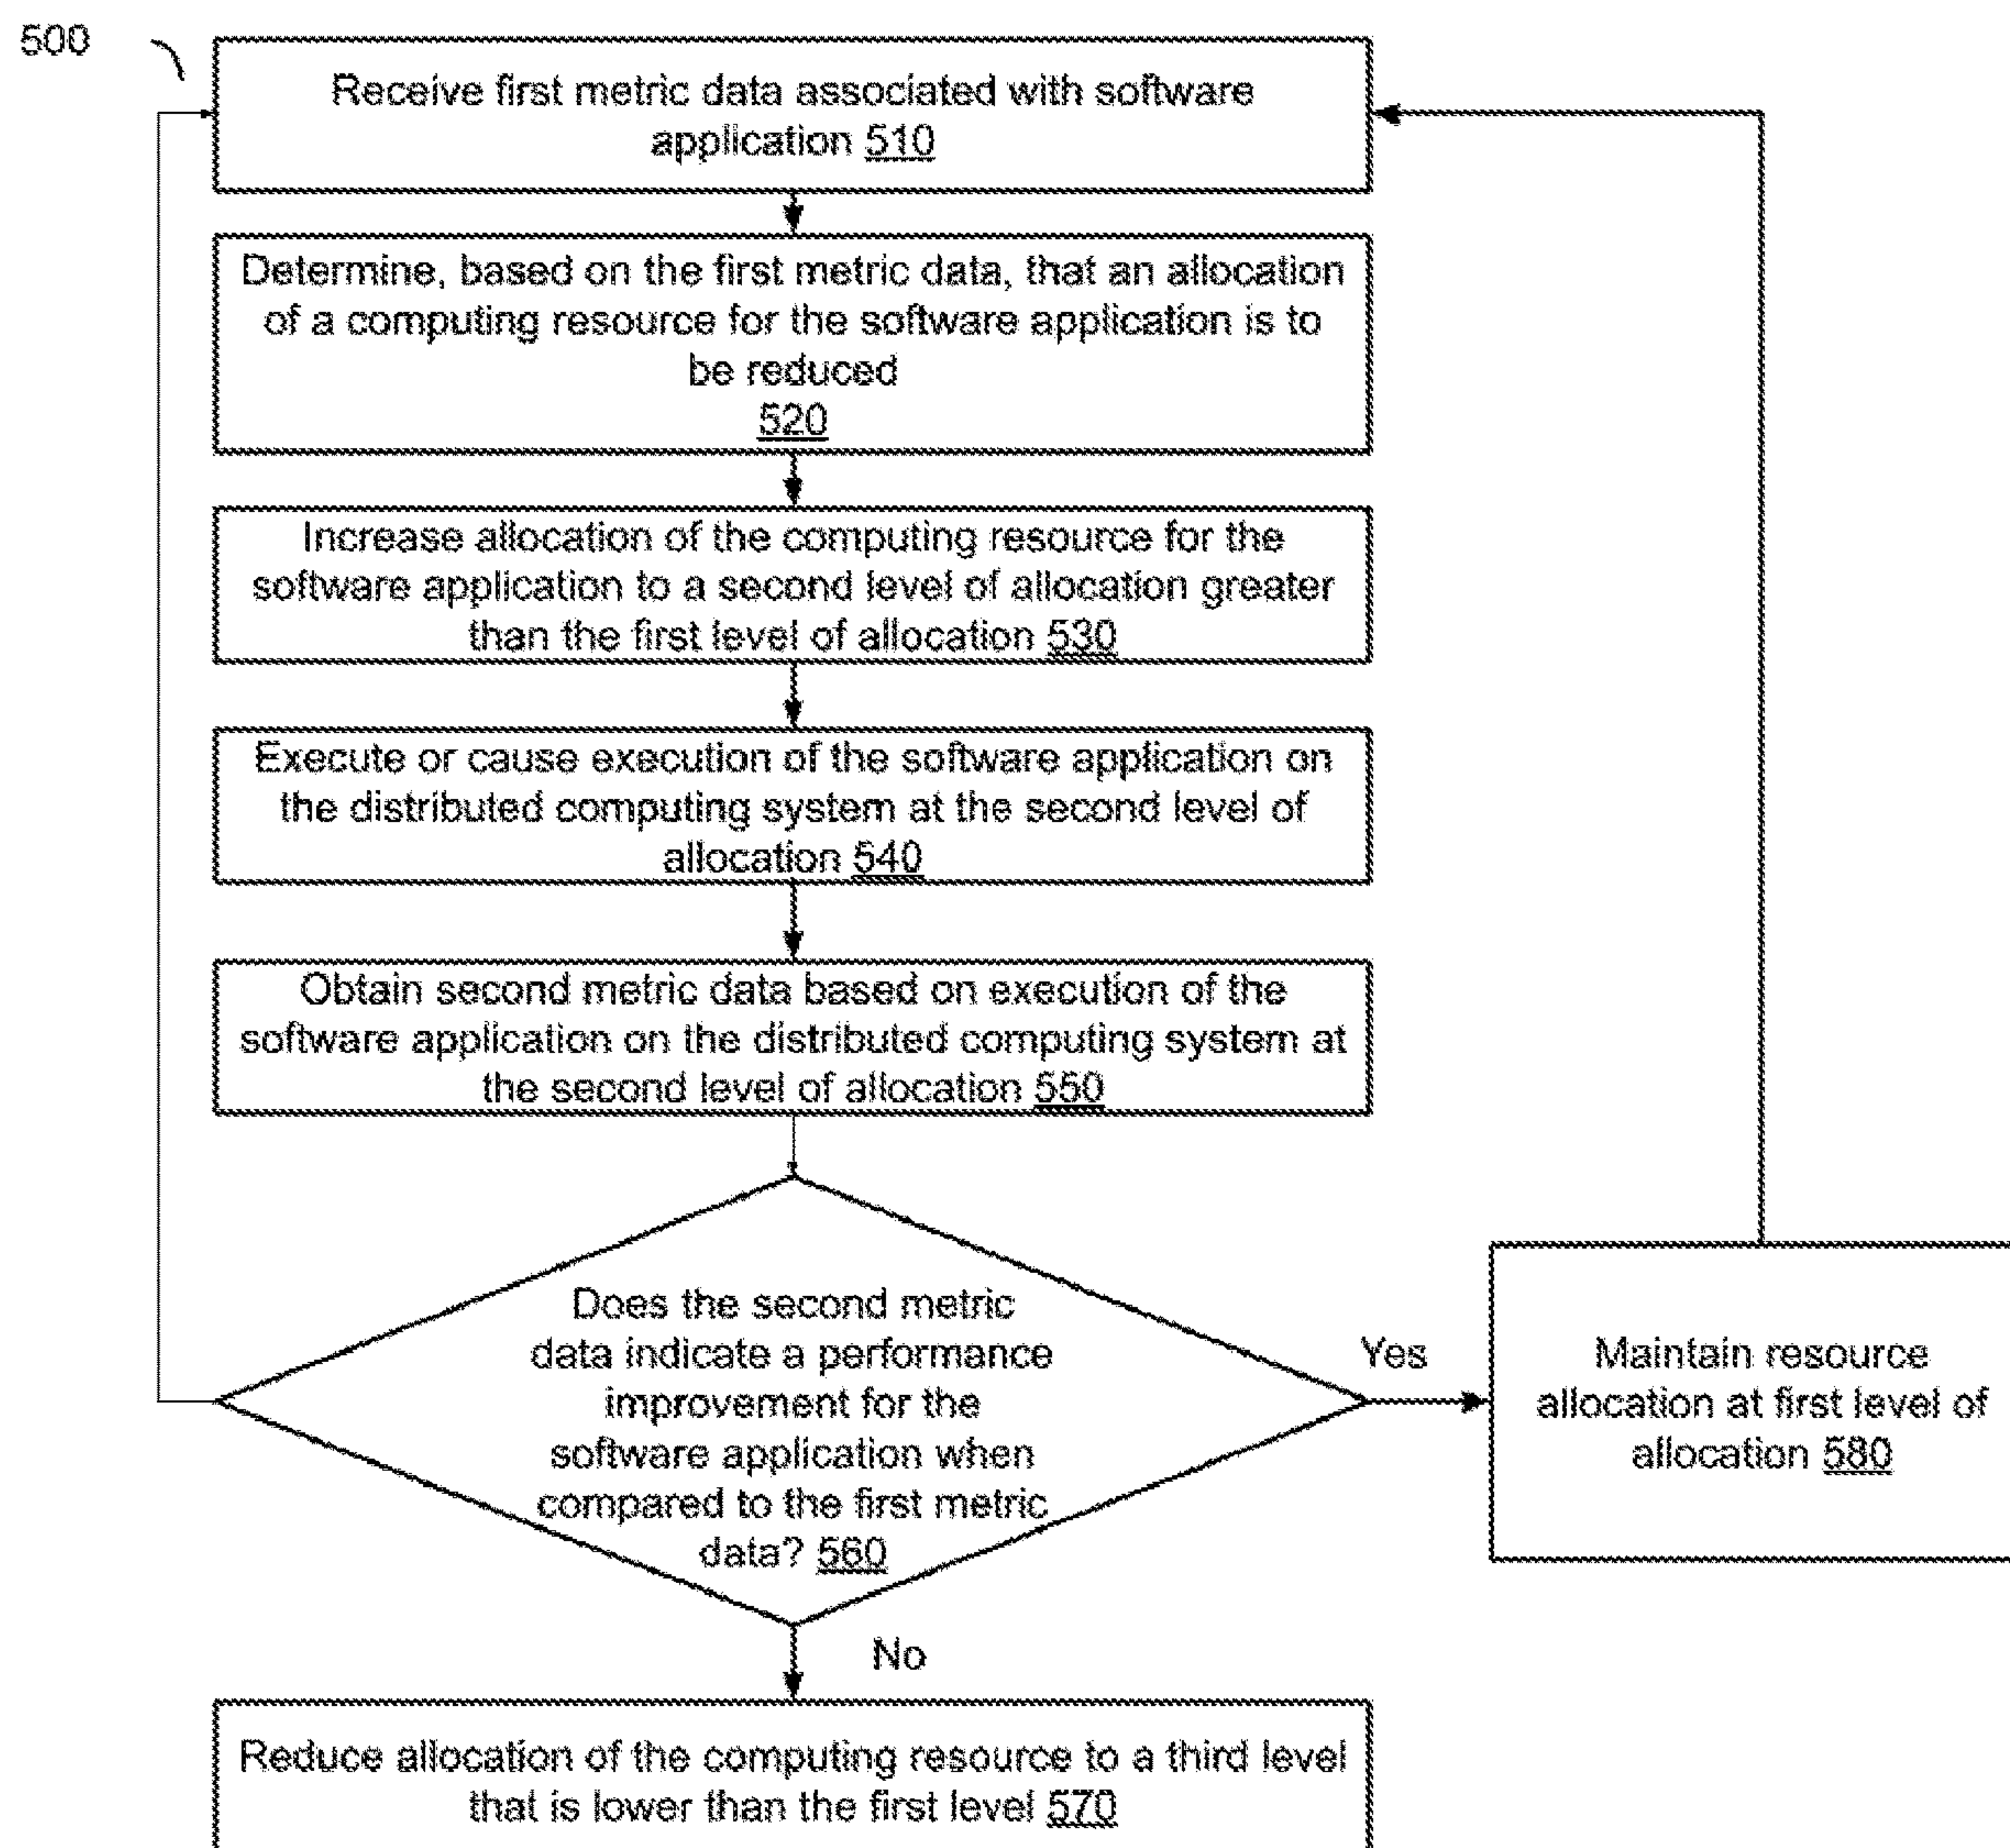 500
Receive first metric data associated with software
application 510
Determine, based on the first metric data, that an allocation
of a computing resource for the software application is to
be reduced
520
Increase allocation of the computing resource for the
software application to a second level of allocation greater
than the first level of allocation 530
Execute or cause execution of the software application on
the distributed computing system at the second level of
allocation 540
Obtain second metric data based on execution of the
software application on the distributed computing system at
the second level of allocation 550
Does the second metric
data indicate a performance
improvement for the
software application when
compared to the first metric
data? 560
Yes
Maintain resource
allocation at first level of
allocation 580
No
Reduce allocation of the computing resource to a third level
that is lower than the first level 570